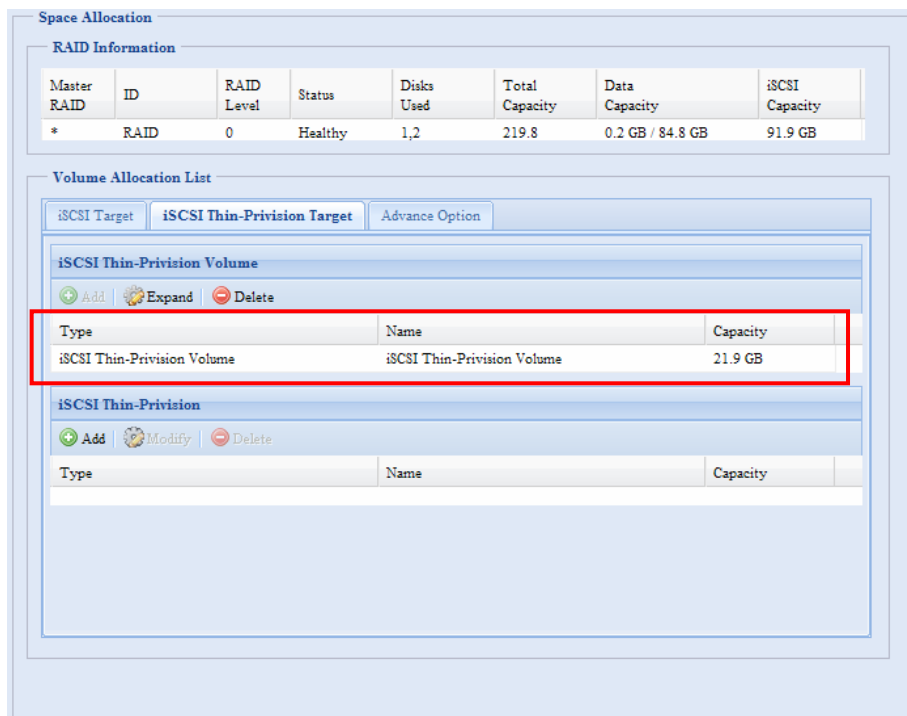 Space Allocation
RAID Information
Master RAID ID RAID Level Status Disks Used Total Capacity Data Capacity iSCSI Capacity
* RAID 0 Healthy 1,2 219.8 0.2 GB / 84.8 GB 91.9 GB
Volume Allocation List
iSCSI Target iSCSI Thin-Privision Target Advance Option
iSCSI Thin-Privision Volume
Add Expand Delete
Type Name Capacity
iSCSI Thin-Privision Volume iSCSI Thin-Privision Volume 21.9 GB
iSCSI Thin-Privision
Add Modify Delete
Type Name Capacity